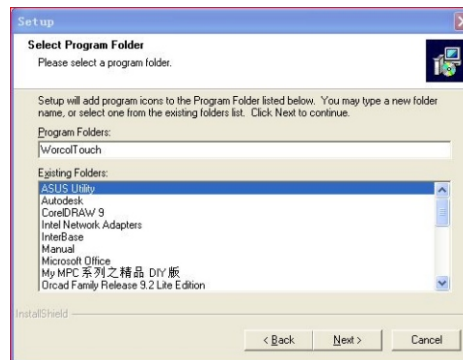 Setup
Select Program Folder
Please select a program folder.
Setup will add program icons to the Program Folder listed below. You may type a new folder
name, or select one from the existing folders list. Click Next to continue.
Program Folders:
WorcolTouch
Existing Folders:
ASUS Utility
Autodesk
CorelDRAW 9
Intel Network Adapters
InterBase
Manual
Microsoft Office
My MPC 系列之精品 DIY 版
Orcad Family Release 9.2 Lite Edition
InstallShield
< Back
Next >
Cancel